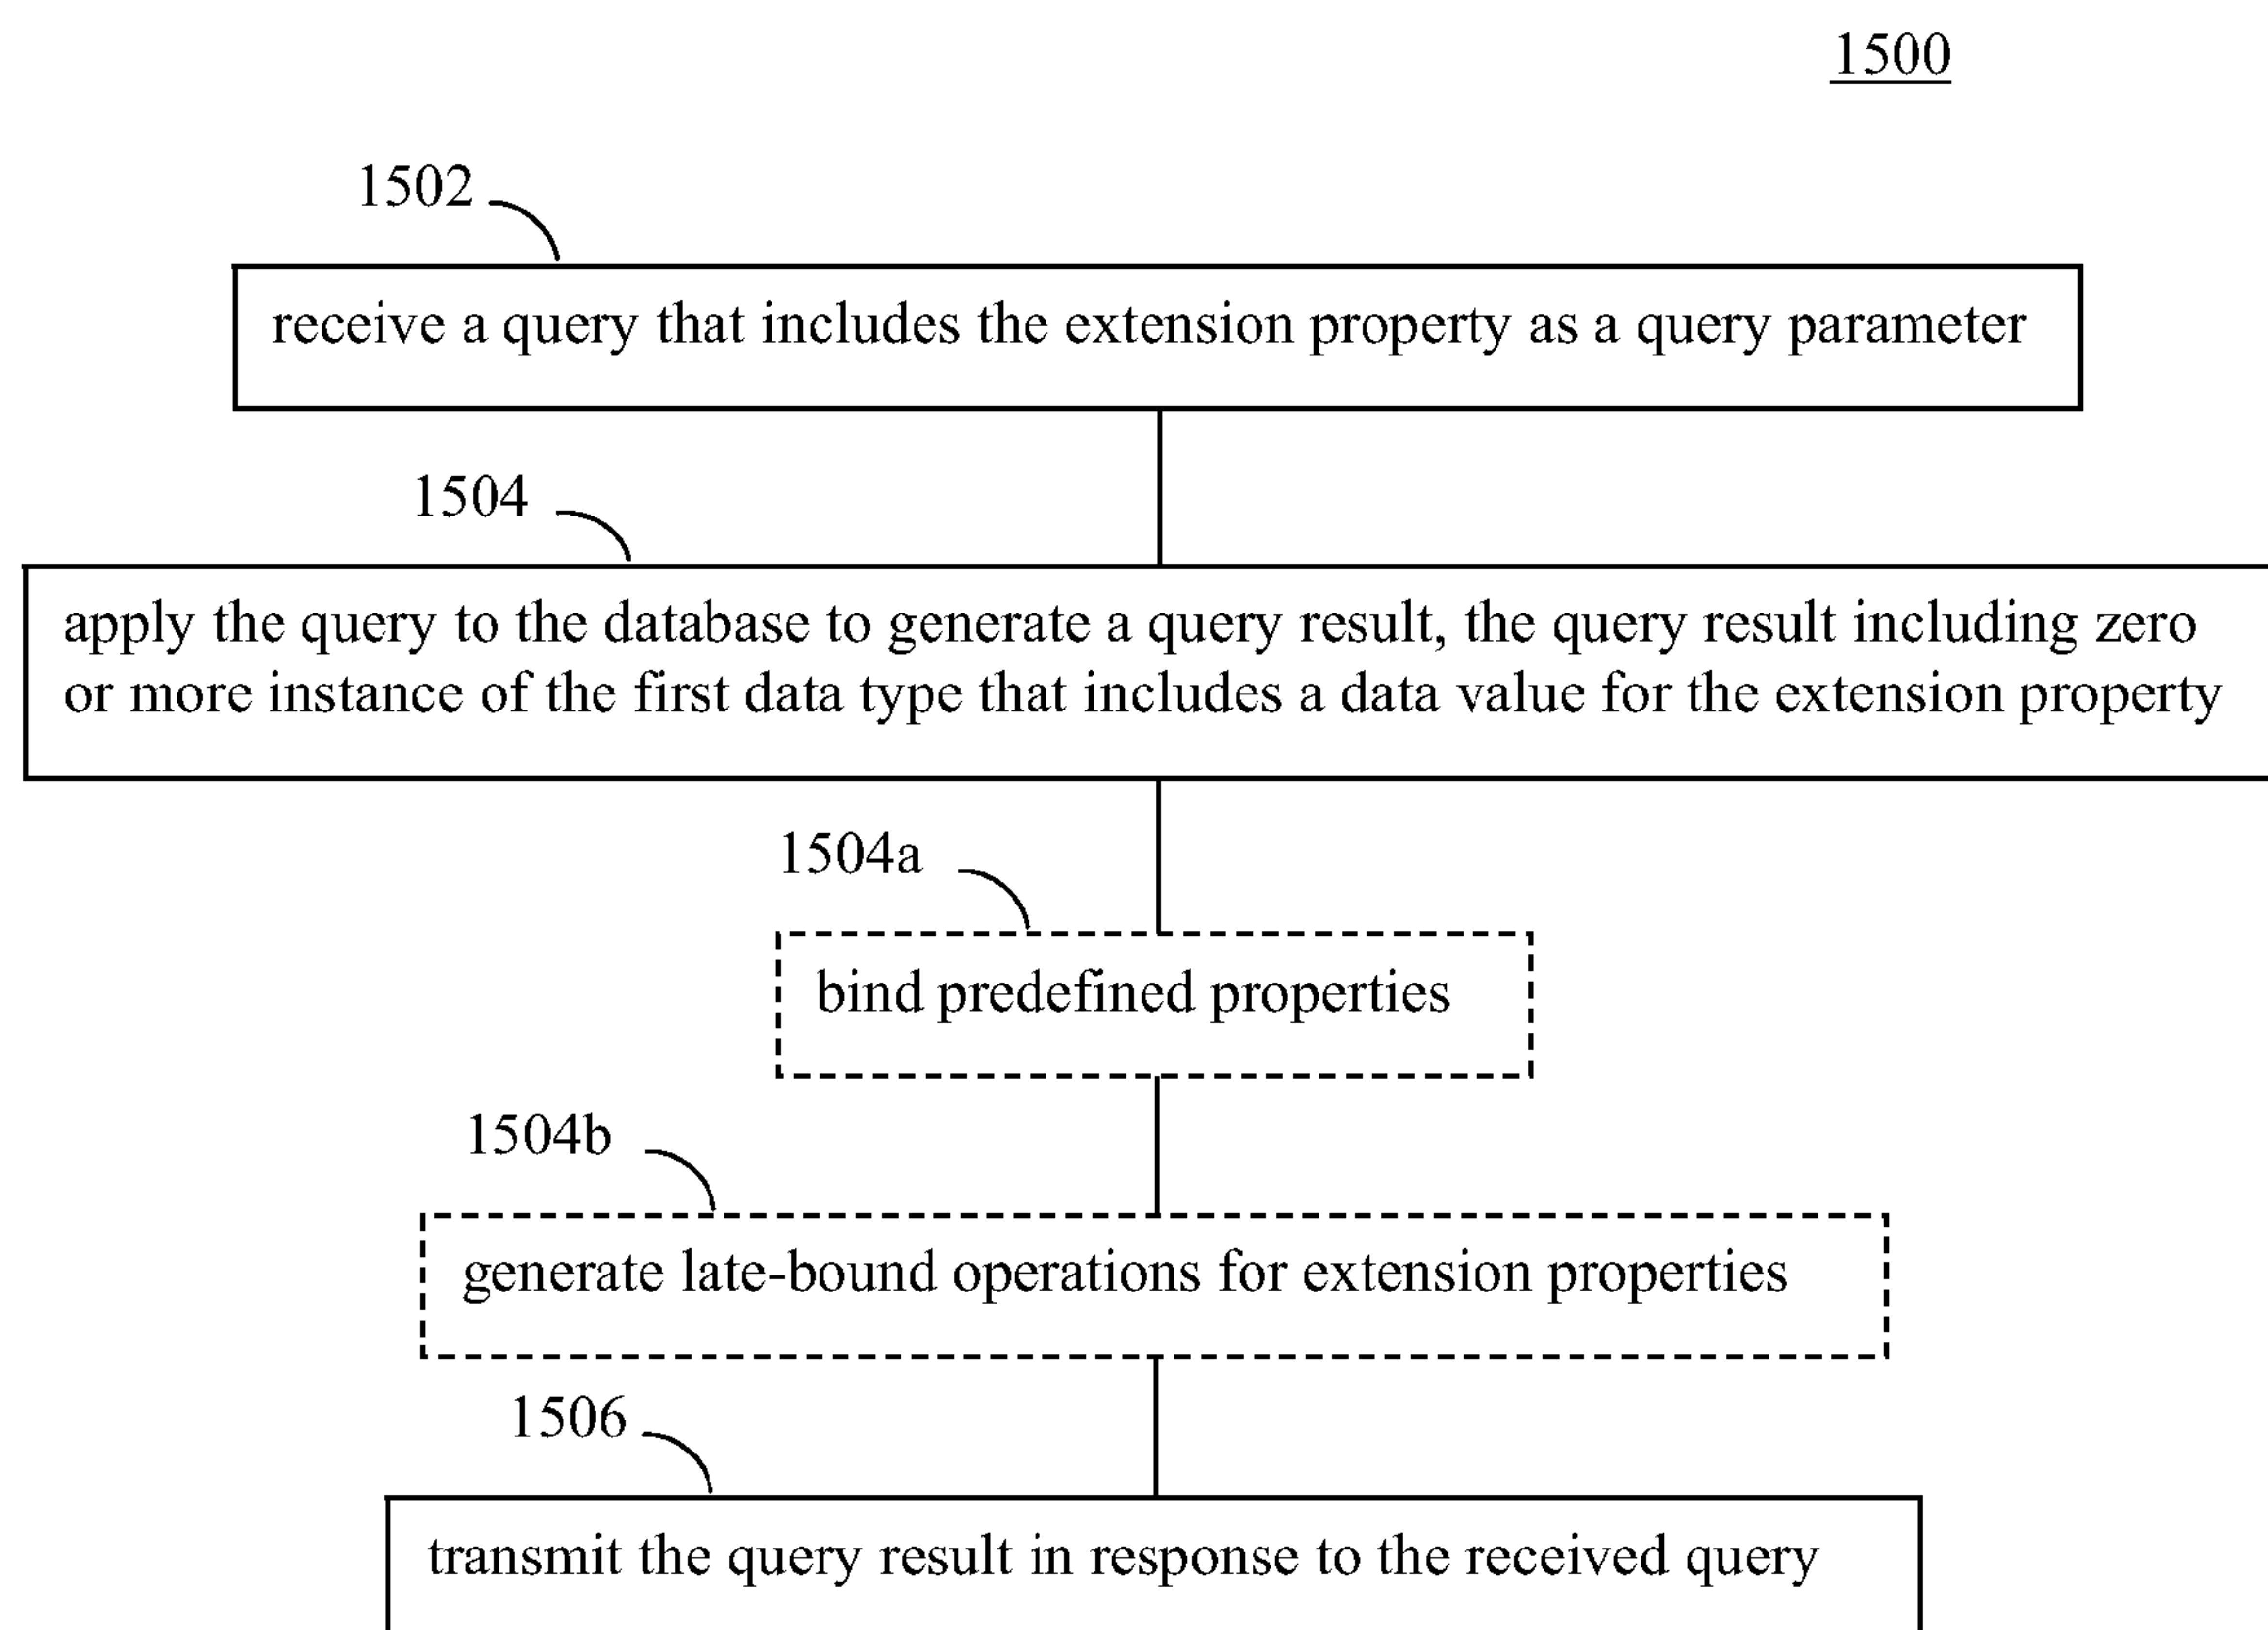 1500
1502
receive a query that includes the extension property as a query parameter
1504
apply the query to the database to generate a query result, the query result including zero
or more instance of the first data type that includes a data value for the extension property
1504a
bind predefined properties
1504b
generate late-bound operations for extension properties
1506
transmit the query result in response to the received query